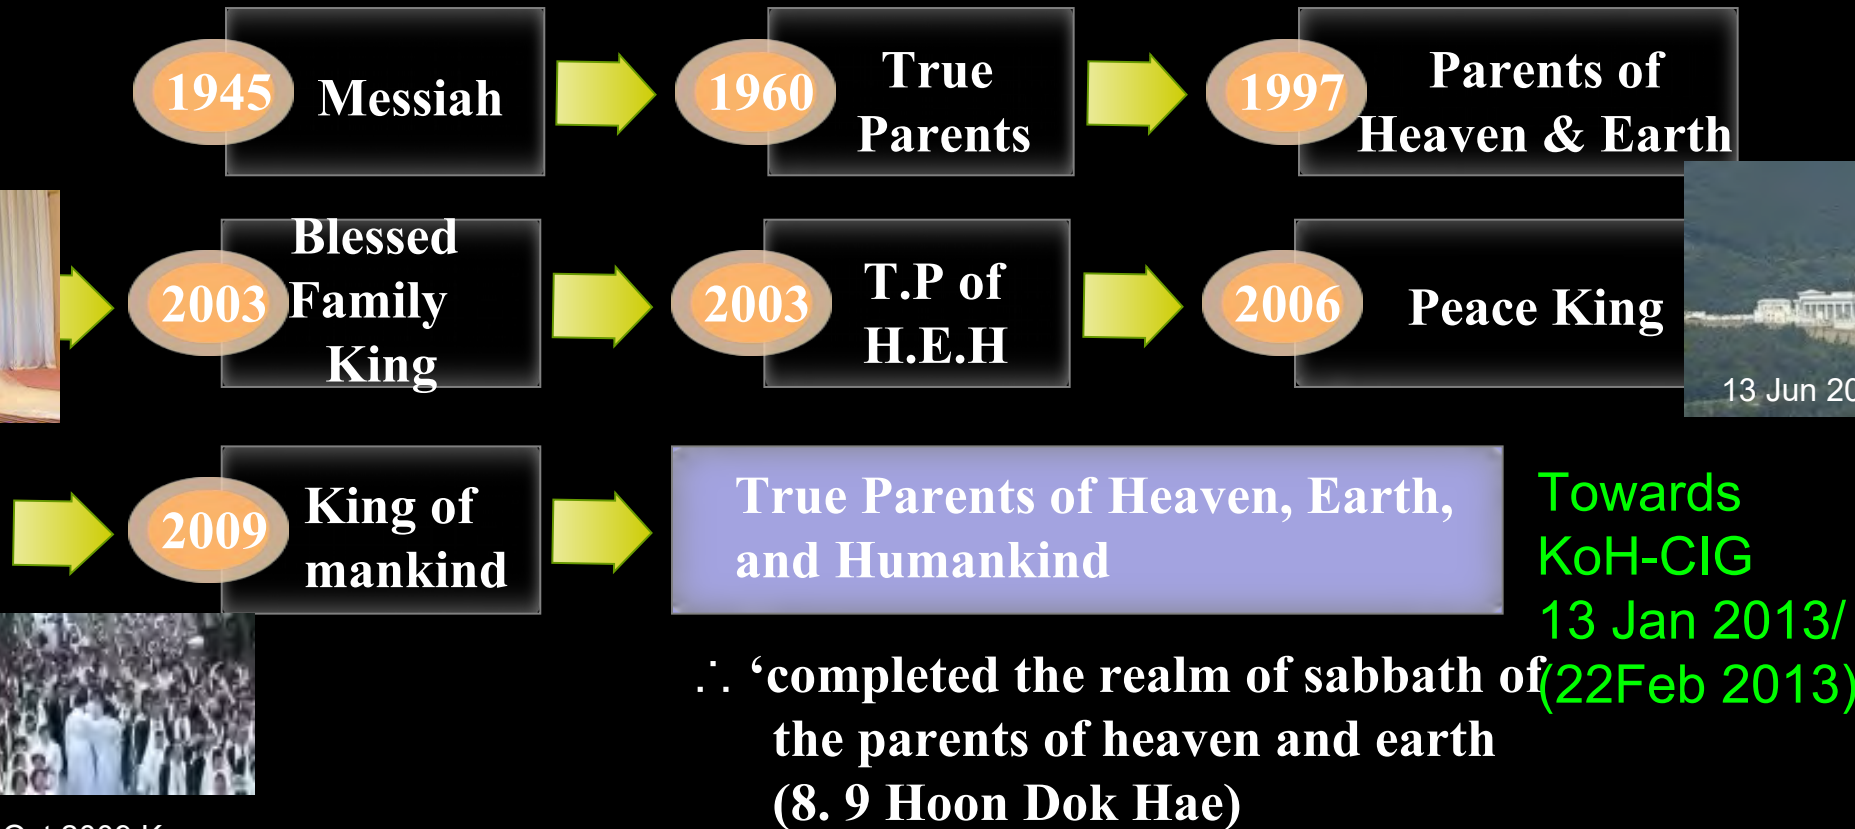 1945
Messiah
1960
True
Parents
1997
Parents of
Heaven & Earth
2003
Blessed
Family
King
2003
T.P of
H.E.H
2006
Peace King
13 Jun 20
2009
King of
mankind
True Parents of Heaven, Earth,
and Humankind
Towards
KoH-CIG
13 Jan 2013/
(22Feb 2013)
∴ ‘completed the realm of sabbath of
the parents of heaven and earth
(8. 9 Hoon Dok Hae)